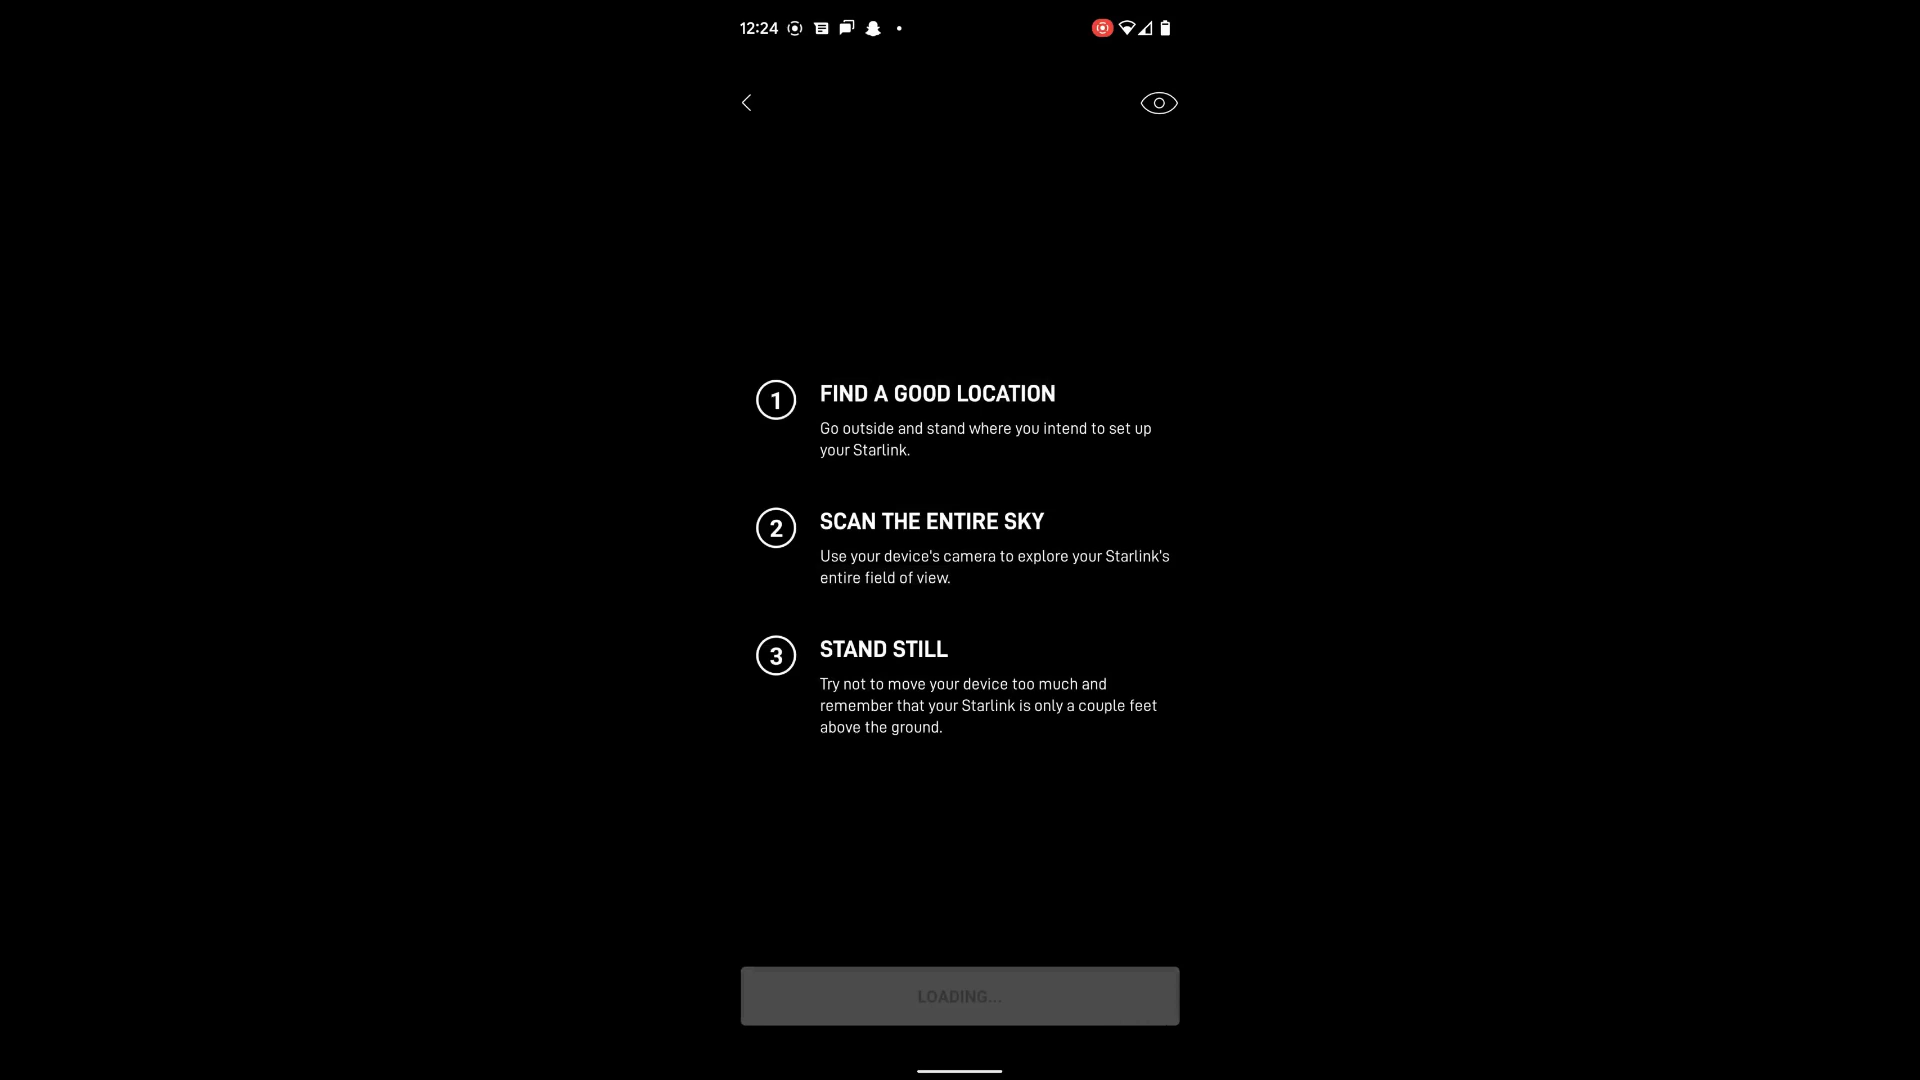 12:24
1
FIND A GOOD LOCATION
Go outside and stand where you intend to set up
your Starlink.
2
SCAN THE ENTIRE SKY
Use your device's camera to explore your Starlink's
entire field of view.
3
STAND STILL
Try not to move your device too much and
remember that your Starlink is only a couple feet
above the ground.
LOADING...